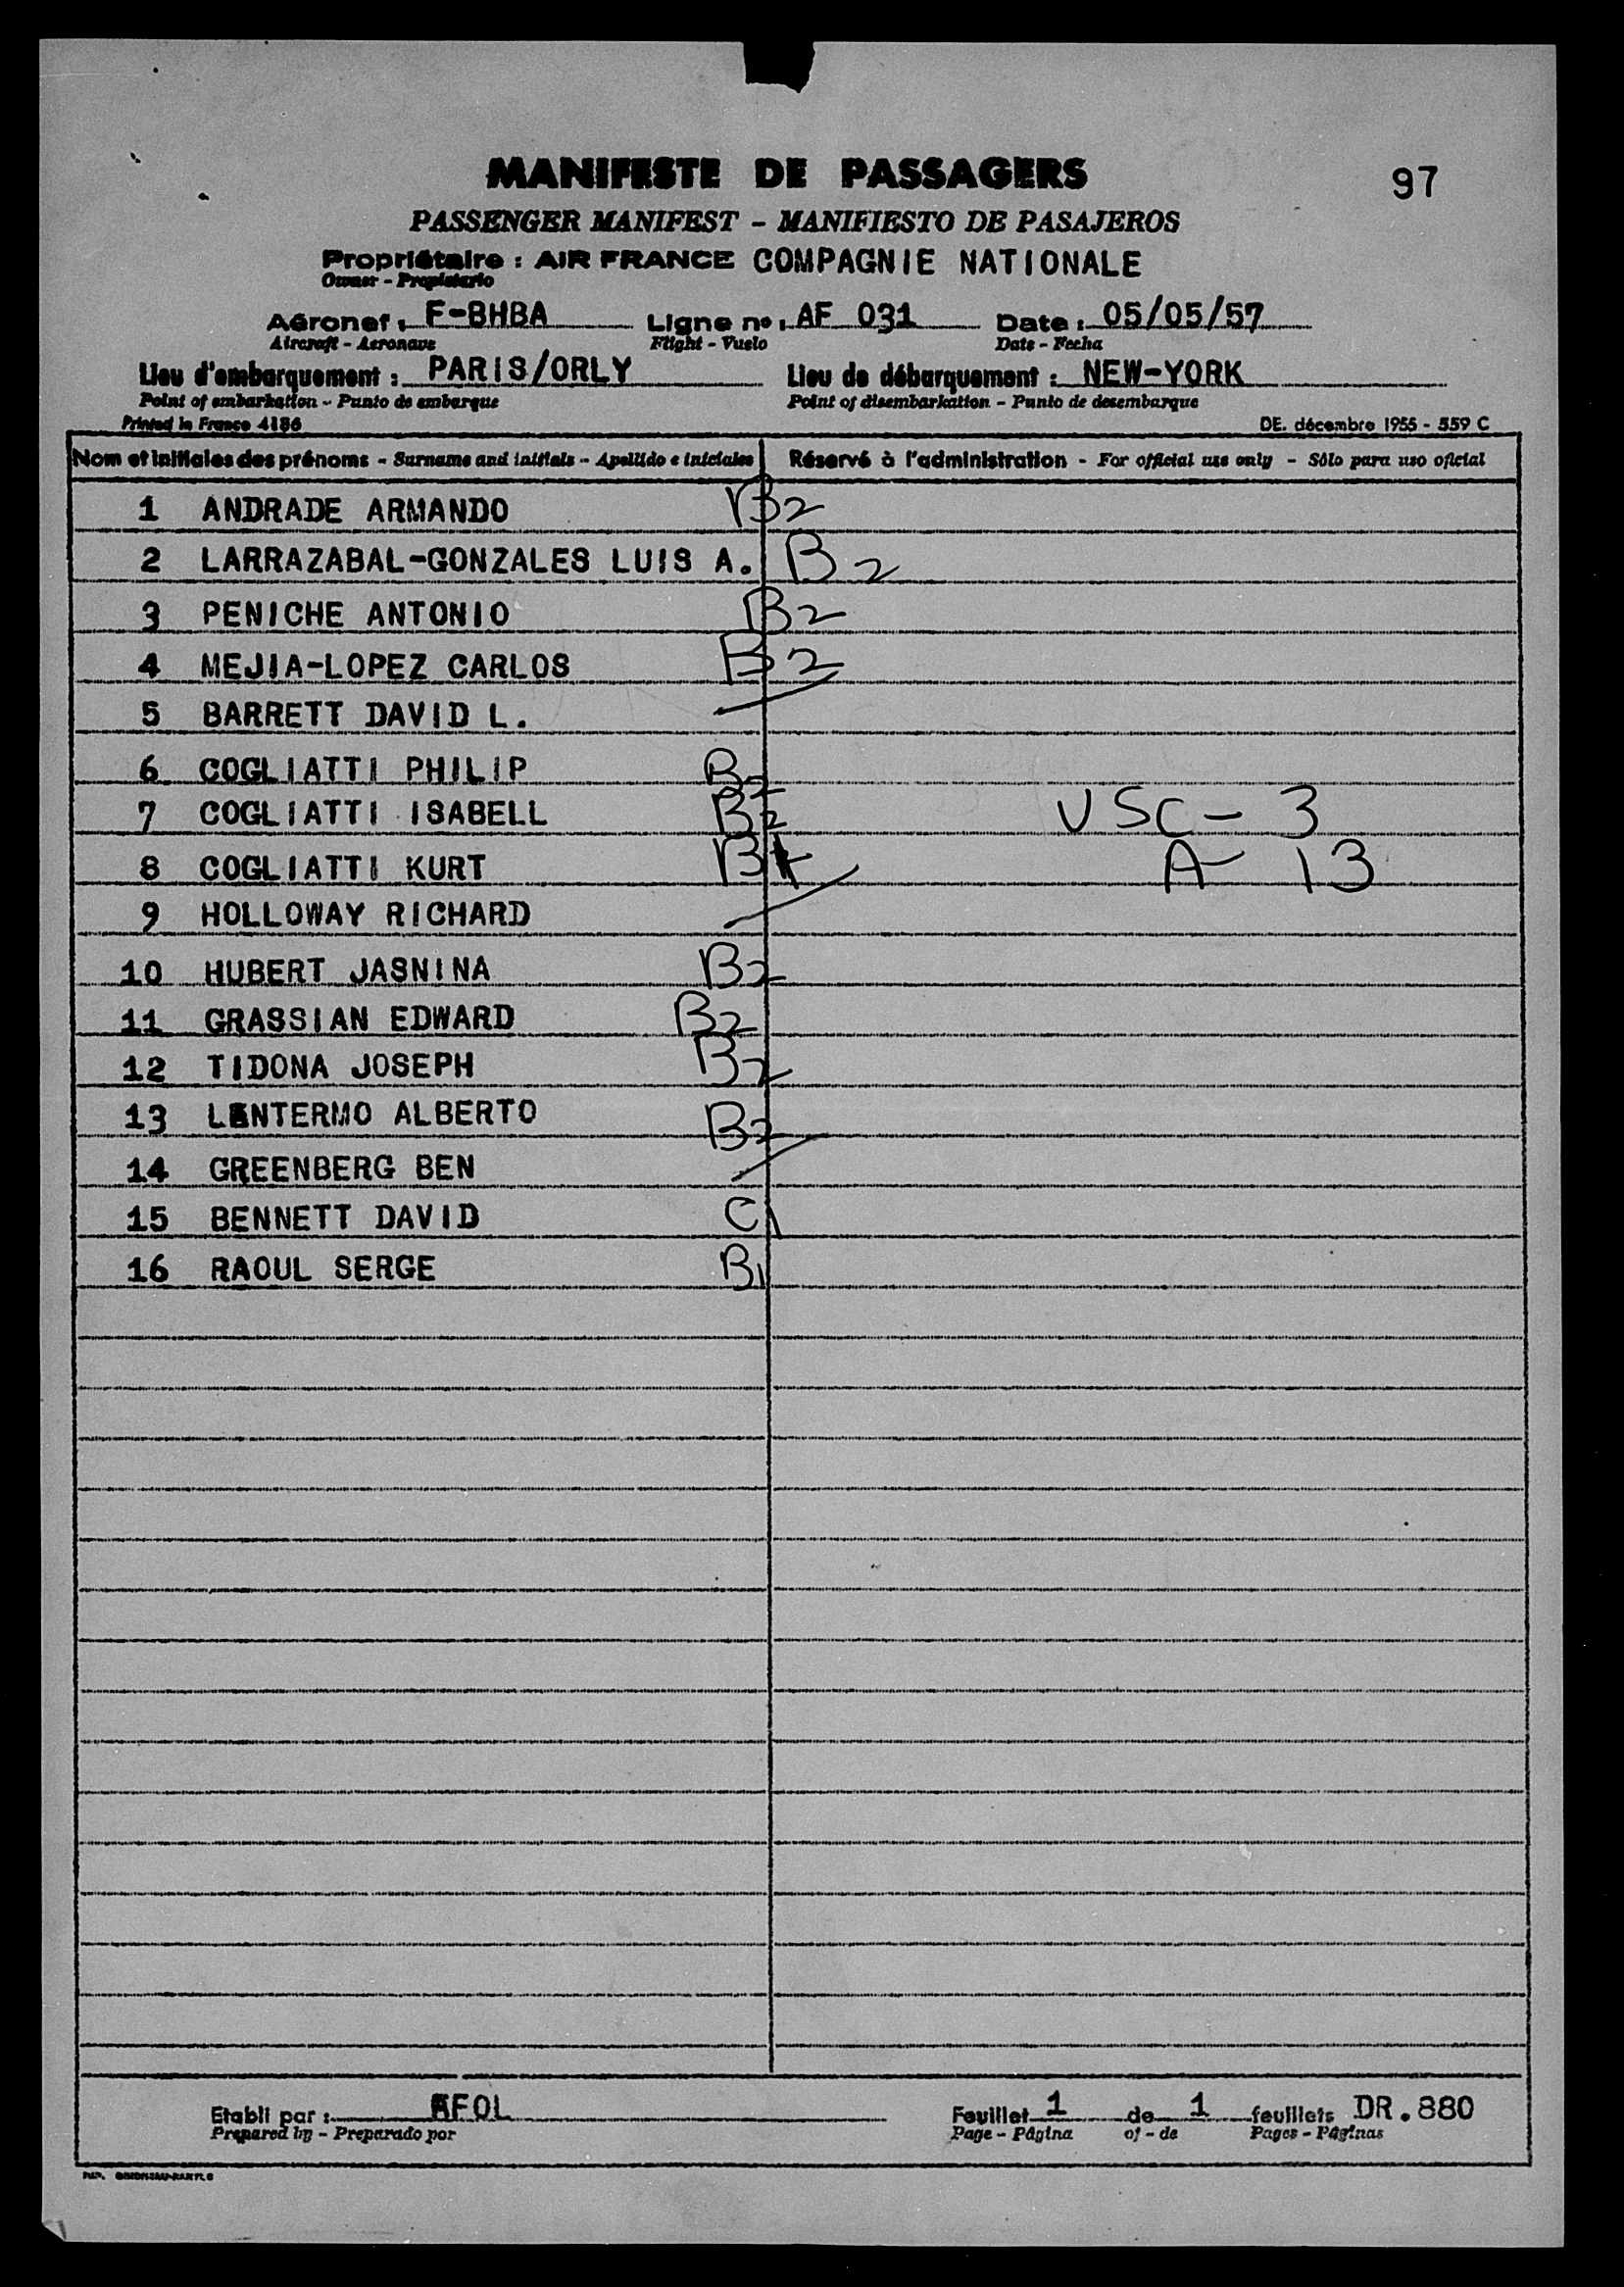 MANIFESTE DE PASSAGERS
97
PASSENGER MANIFEST - MANIFIESTO DE PASAJEROS
Propriétaire : AIR FRANCE COMPAGNIE NATIONALE
Owner - Propietario
Aéronef : F-BHBA Ligne nº : AF 031 Date : 05/05/57
Aircraft - Aeronave Flight - Vuelo Date - Fecha
Lieu d'embarquement : PARIS/ORLY Lieu de débarquement : NEW-YORK
Point of embarkation - Punto de embarque Point of disembarkation - Punto de desembarque
Printed in France 4186 DE. décembre 1955 - 559 C
Nom et initiales des prénoms - Surname and initials - Apellido e iniciales Réservé à l'administration - For official use only - Sólo para uso oficial
1 ANDRADE ARMANDO B2
2 LARRAZABAL-GONZALES LUIS A. B2
3 PENICHE ANTONIO B2
4 MEJIA-LOPEZ CARLOS B2
5 BARRETT DAVID L.
6 COGLIATTI PHILIP B2
7 COGLIATTI ISABELL B2 USC - 3
8 COGLIATTI KURT B A - 13
9 HOLLOWAY RICHARD
10 HUBERT JASNINA B2
11 GRASSIAN EDWARD B2
12 TIDONA JOSEPH B2
13 LENTERMO ALBERTO B2
14 GREENBERG BEN
15 BENNETT DAVID C1
16 RAOUL SERGE B1
Etabli par : AFOL Feuillet 1 de 1 feuillets DR.880
Prepared by - Preparado por Page - Página of - de Pages - Páginas